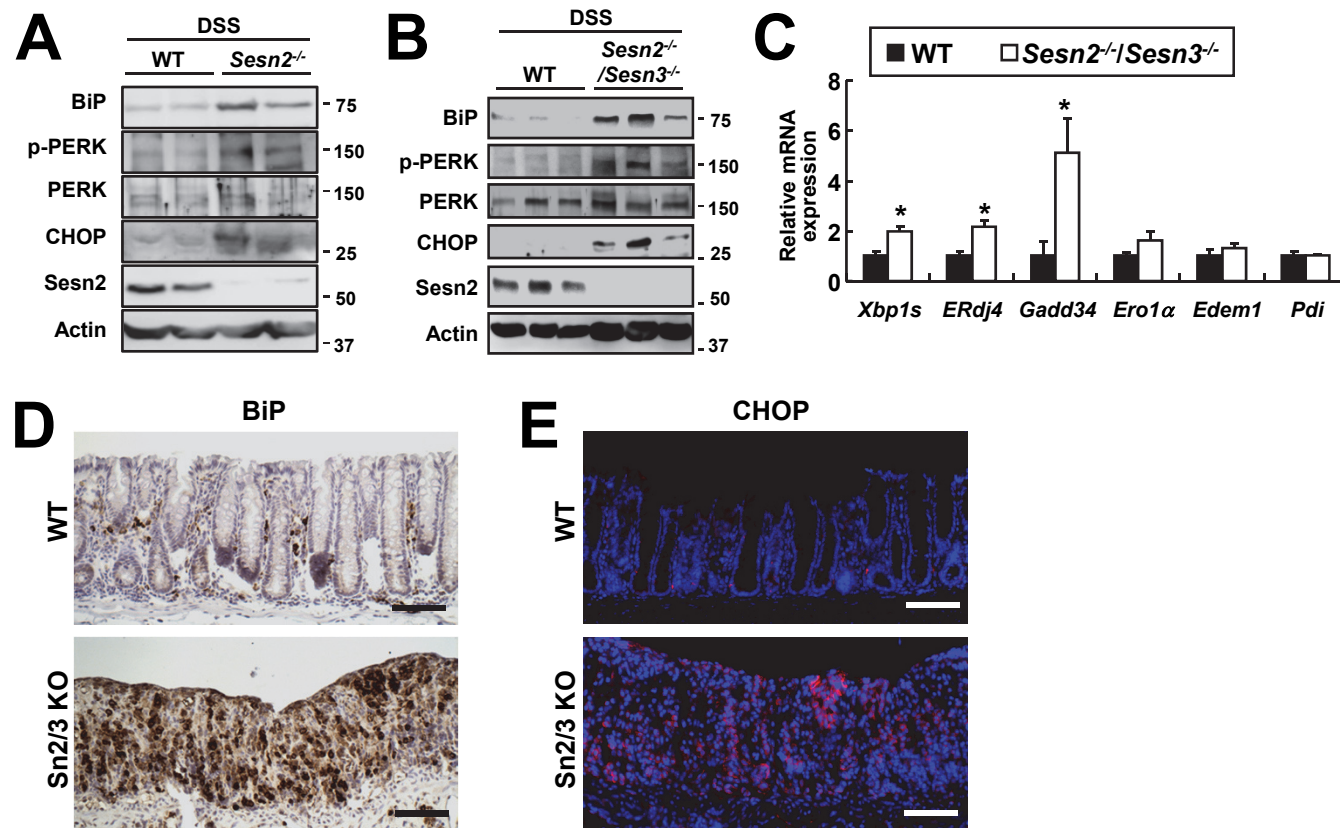 A
DSS
WT Sesn2-/-
BiP
p-PERK
PERK
CHOP
Sesn2
Actin
75
150
150
25
50
37
B
DSS
WT
Sesn2-/-
/Sesn3-/-
BiP
p-PERK
PERK
CHOP
Sesn2
Actin
75
150
150
25
50
37
C
WT Sesn2-/-/Sesn3-/-
Relative mRNA
expression
8
6
4
2
0
* * *
Xbp1s ERdj4 Gadd34 Ero1α Edem1 Pdi
D
BiP
WT
Sn2/3 KO
E
CHOP
WT
Sn2/3 KO